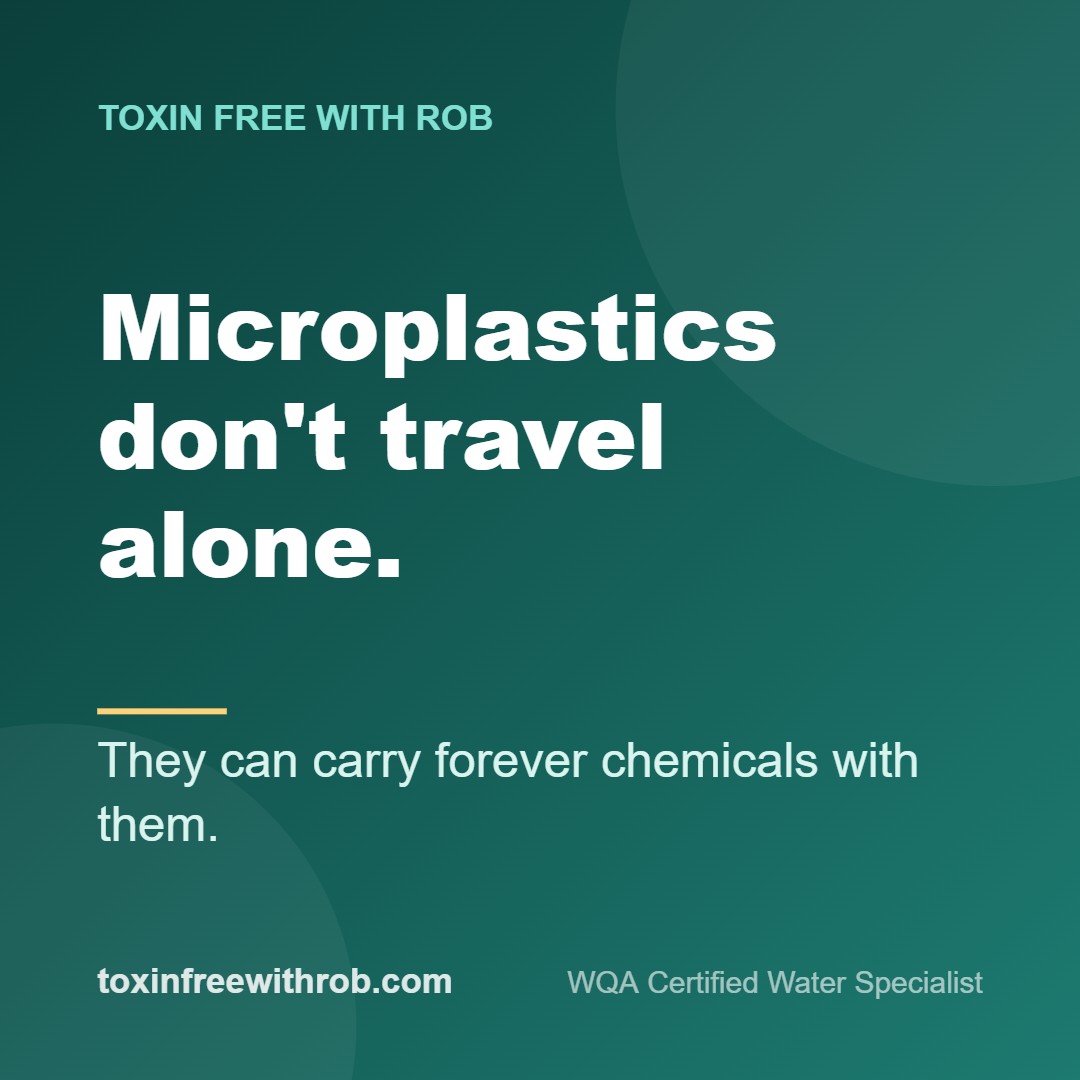 TOXIN FREE WITH ROB
Microplastics
don't travel
alone.
They can carry forever chemicals with
them.
toxinfreewithrob.com
WQA Certified Water Specialist